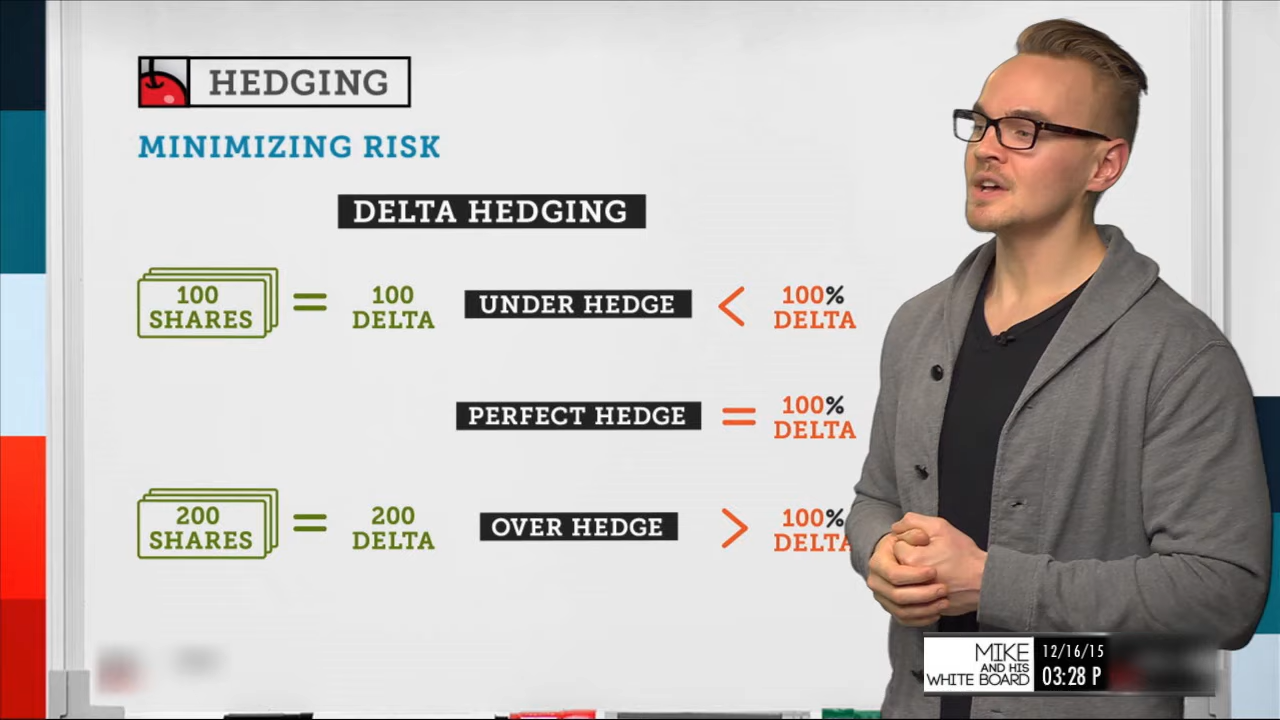 HEDGING
MINIMIZING RISK
DELTA HEDGING
100 SHARES = 100 DELTA
UNDER HEDGE < 100% DELTA
PERFECT HEDGE = 100% DELTA
200 SHARES = 200 DELTA
OVER HEDGE > 100% DELTA
MIKE AND HIS WHITE BOARD
12/16/15
03:28 P